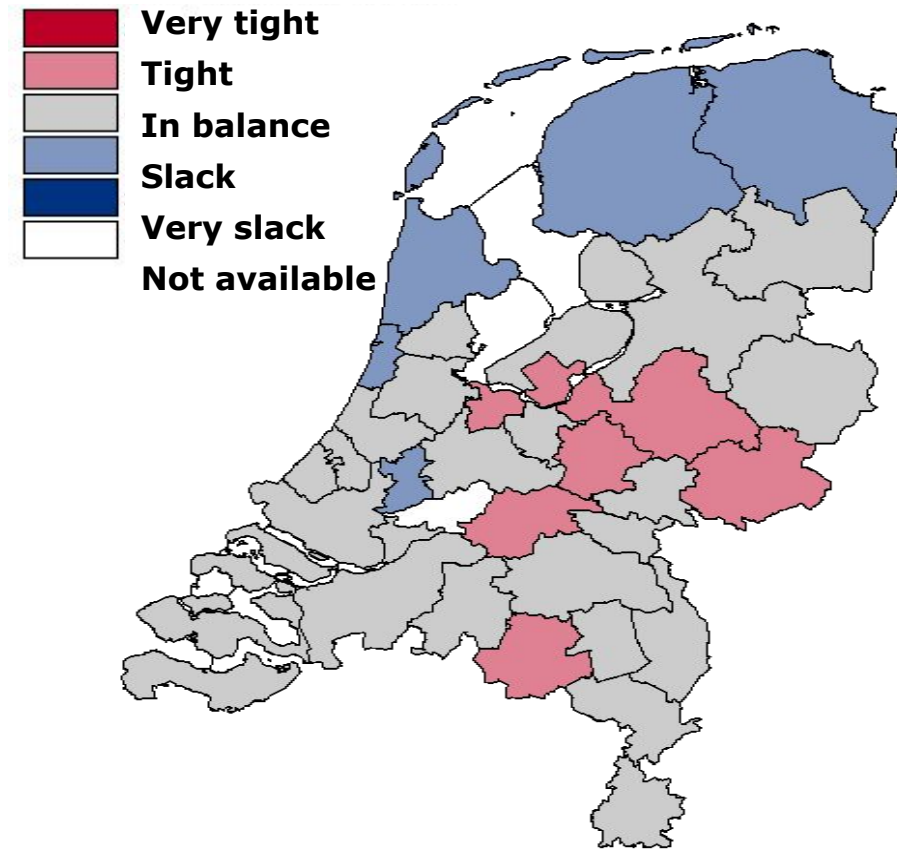 Very tight
Tight
In balance
Slack
Very slack
Not available